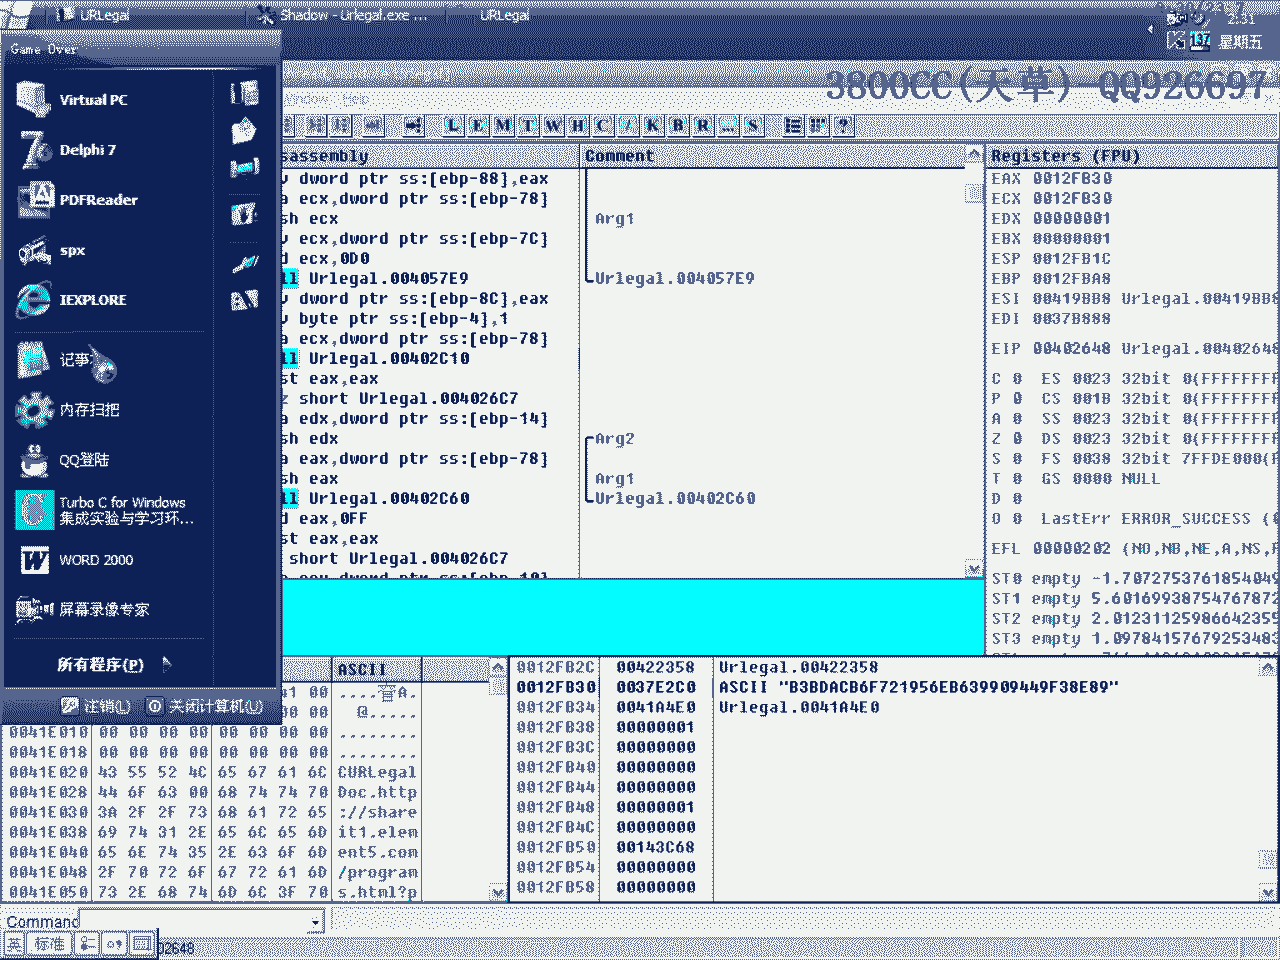 URLegal
Shadow - Urlegal.exe ...
URLegal
2:31
星期五
Game Over
3800CC(天草) QQ926697
Window Help
Virtual PC
Delphi 7
PDFReader
spx
IEXPLORE
记事
内存扫把
QQ登陆
Turbo C for Windows
集成实验与学习环...
WORD 2000
屏幕录像专家
所有程序(P)
注销(L)
关闭计算机(U)
L E M T W H C / K B R ... S
?
sassembly
Comment
dword ptr ss:[ebp-88],eax
ecx,dword ptr ss:[ebp-78]
sh ecx
Arg1
ecx,dword ptr ss:[ebp-7C]
d ecx,0D0
ll Urlegal.004057E9
Urlegal.004057E9
dword ptr ss:[ebp-8C],eax
byte ptr ss:[ebp-4],1
a ecx,dword ptr ss:[ebp-78]
ll Urlegal.00402C10
st eax,eax
z short Urlegal.004026C7
a edx,dword ptr ss:[ebp-14]
sh edx
Arg2
a eax,dword ptr ss:[ebp-78]
sh eax
Arg1
ll Urlegal.00402C60
Urlegal.00402C60
d eax,0FF
st eax,eax
short Urlegal.004026C7
Registers (FPU)
EAX 0012FB30
ECX 0012FB30
EDX 00000001
EBX 00000001
ESP 0012FB1C
EBP 0012FBA8
ESI 00419BB8 Urlegal.00419BB8
EDI 0037B888
EIP 00402648 Urlegal.00402648
C 0 ES 0023 32bit 0(FFFFFFFF
P 0 CS 001B 32bit 0(FFFFFFFF
A 0 SS 0023 32bit 0(FFFFFFFF
Z 0 DS 0023 32bit 0(FFFFFFFF
S 0 FS 0038 32bit 7FFDE000(F
T 0 GS 0000 NULL
D 0
O 0 LastErr ERROR_SUCCESS (
EFL 00000202 (NO,NB,NE,A,NS,P
ST0 empty -1.7072753761854049
ST1 empty 5.6016993875476787​2
ST2 empty 2.0123112598664235​5
ST3 empty 1.0978415767925348​3
ASCII
41 00 ....官A.
00 00 @.....
0041E010 00 00 00 00 00 00 00 00 ........
0041E018 00 00 00 00 00 00 00 00 ........
0041E020 43 55 52 4C 65 67 61 6C CURLegal
0041E028 44 6F 63 00 68 74 74 70 Doc.http
0041E030 3A 2F 2F 73 68 61 72 65 ://share
0041E038 69 74 31 2E 65 6C 65 6D it1.elem
0041E040 65 6E 74 35 2E 63 6F 6D ent5.com
0041E048 2F 70 72 6F 67 72 61 6D /program
0041E050 73 2E 68 74 6D 6C 3F 70 s.html?p
0012FB2C 00422358 Urlegal.00422358
0012FB30 0037E2C0 ASCII "B3BDACB6F721956EB639909449F38E89"
0012FB34 0041A4E0 Urlegal.0041A4E0
0012FB38 00000001
0012FB3C 00000000
0012FB40 00000000
0012FB44 00000000
0012FB48 00000001
0012FB4C 00000000
0012FB50 00143C68
0012FB54 00000000
0012FB58 00000000
Command
英 标准
02648